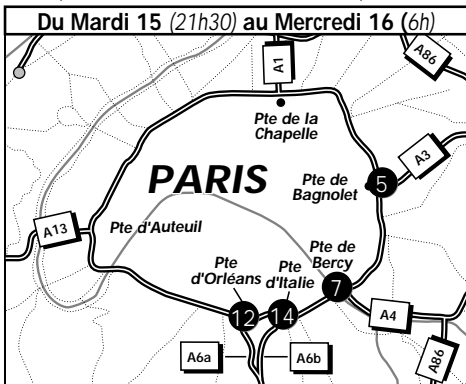 Du Mardi 15 (21h30) au Mercredi 16 (6h)
A1
A86
Pte de la
Chapelle
A3
PARIS
Pte de
Bagnolet
5
A13
Pte d'Auteuil
Pte
d'Orléans
Pte
d'Italie
Pte de
Bercy
7
12
14
A4
A6a
A6b
A86